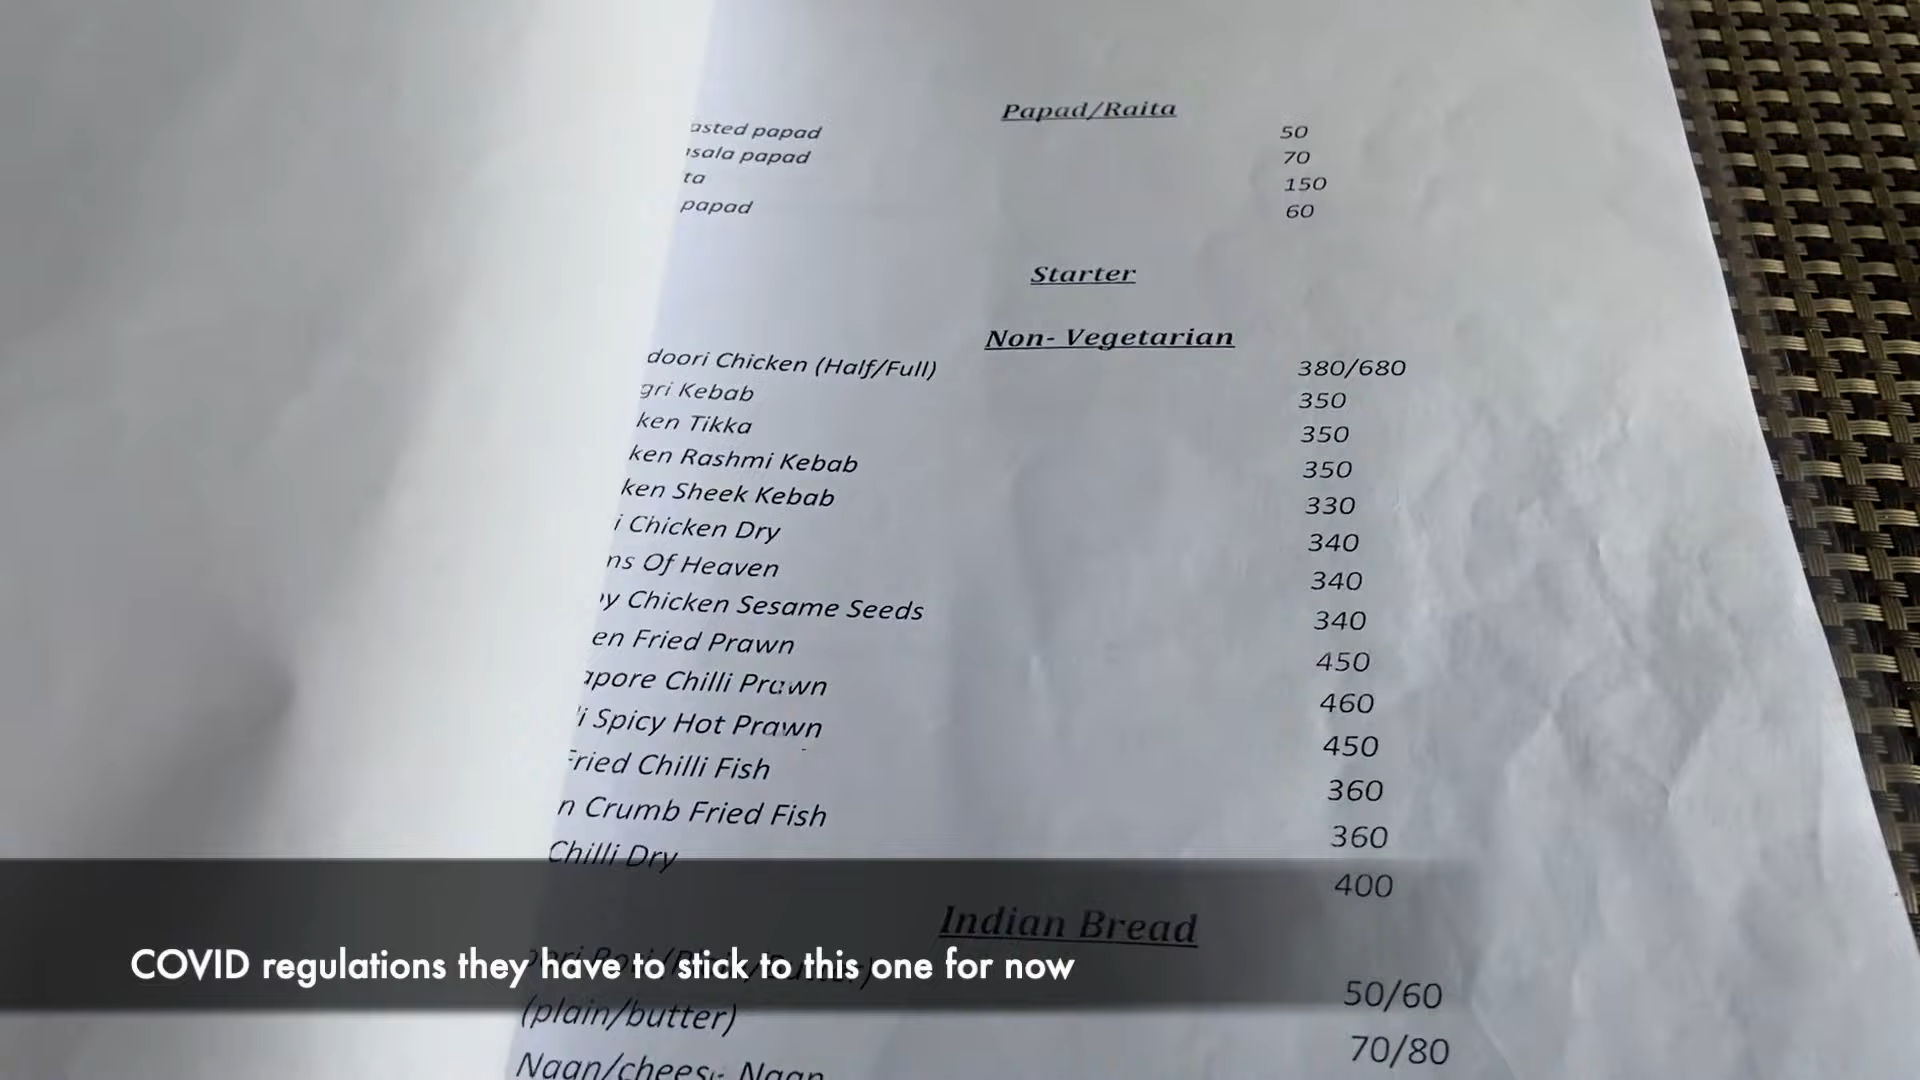 Papad/Raita
asted papad 50
sala papad 70
ta 150
papad 60
Starter
Non- Vegetarian
doori Chicken (Half/Full) 380/680
gri Kebab 350
ken Tikka 350
ken Rashmi Kebab 350
ken Sheek Kebab 330
i Chicken Dry 340
ns Of Heaven 340
y Chicken Sesame Seeds 340
en Fried Prawn 450
apore Chilli Prawn 460
i Spicy Hot Prawn 450
Fried Chilli Fish 360
n Crumb Fried Fish 360
Chilli Dry 400
Indian Bread
COVID regulations they have to stick to this one for now
50/60
(plain/butter) 70/80
Naan/cheese Naan